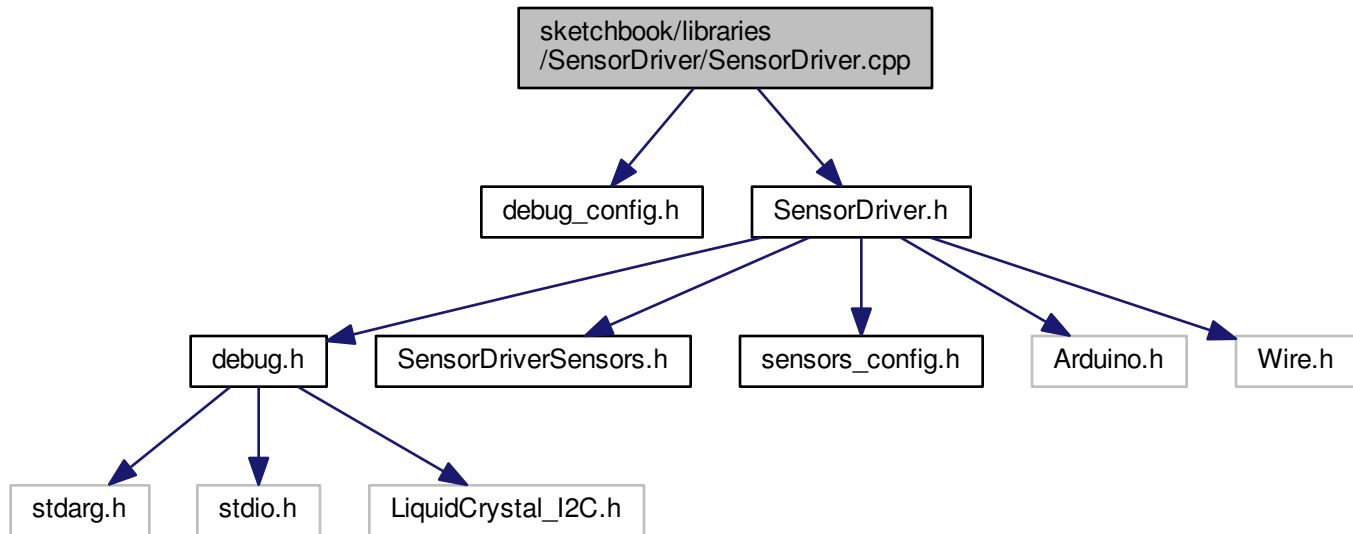 sketchbook/libraries
/SensorDriver/SensorDriver.cpp
debug_config.h
SensorDriver.h
debug.h
SensorDriverSensors.h
sensors_config.h
Arduino.h
Wire.h
stdarg.h
stdio.h
LiquidCrystal_I2C.h